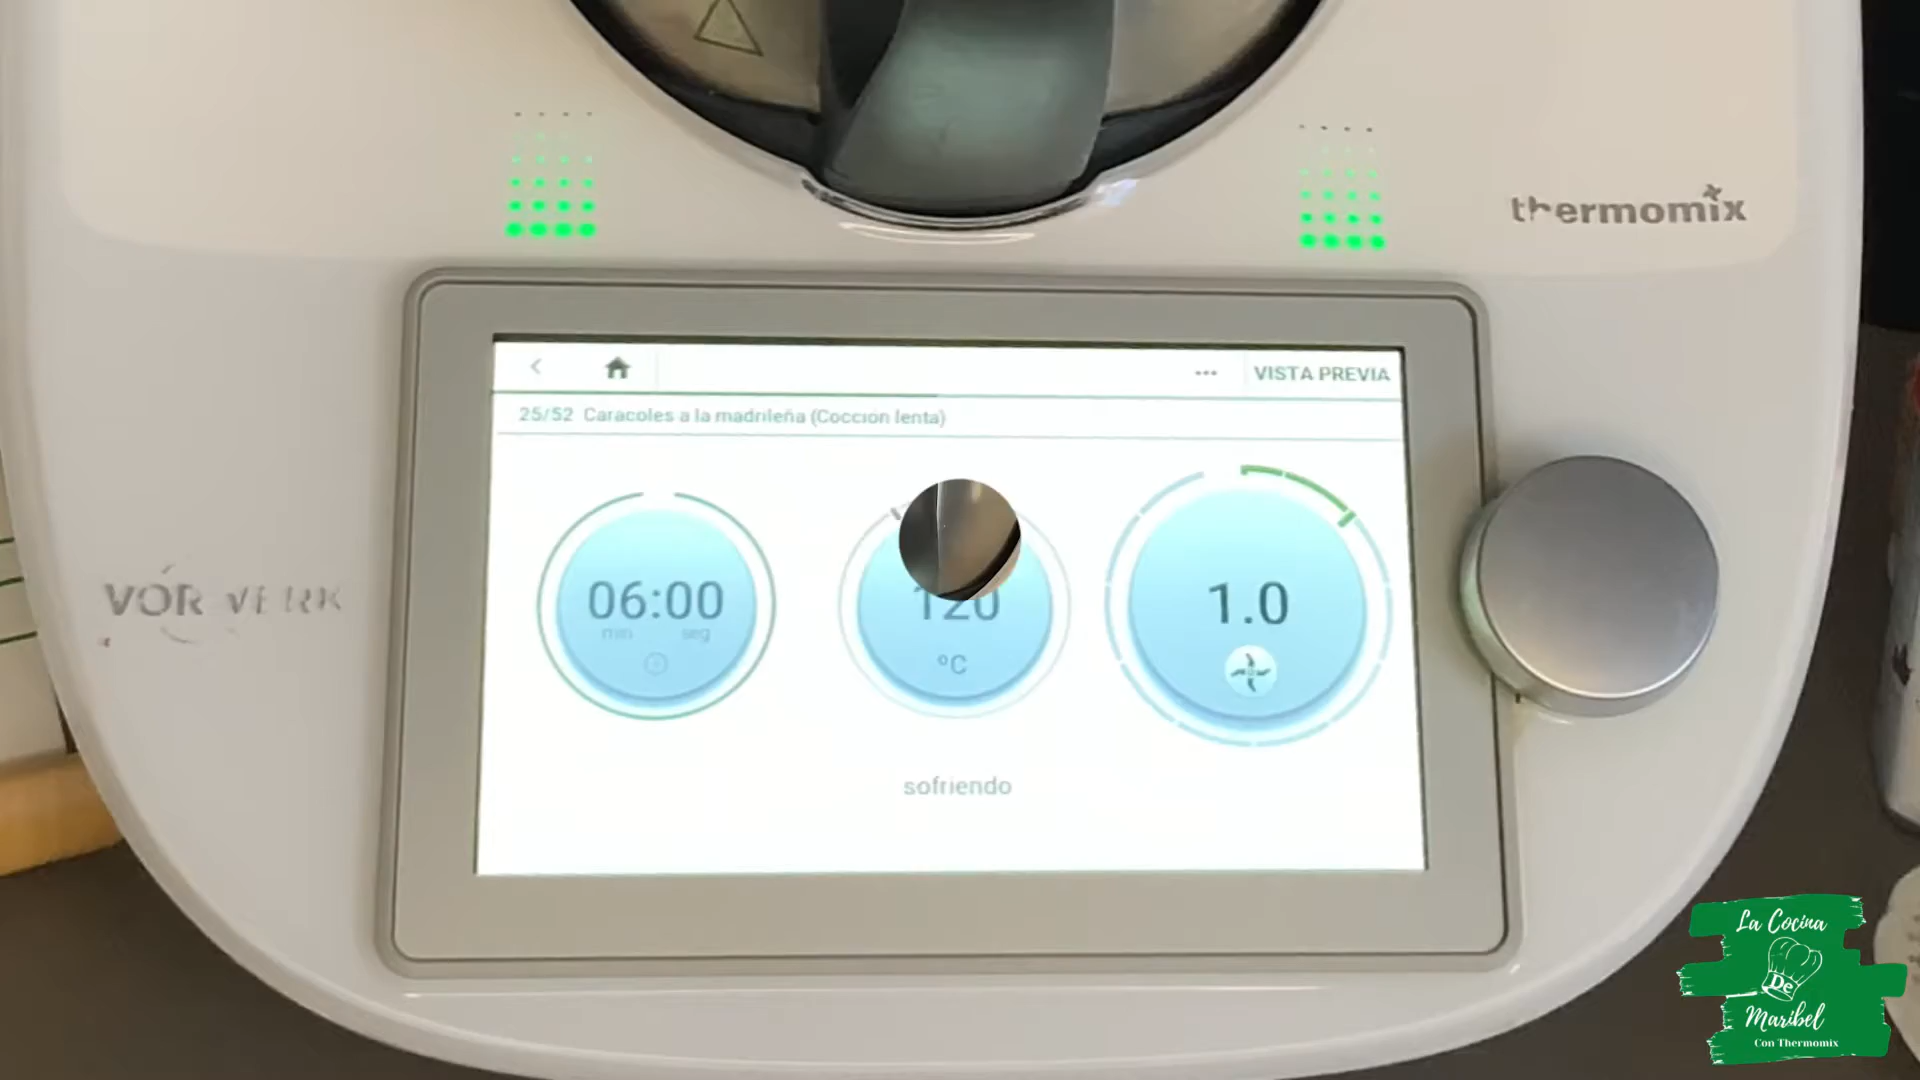 thermomix
VORWERK
VISTA PREVIA
25/52 Caracoles a la madrileña (Coccion lenta)
06:00
min seg
120
ºC
1.0
sofriendo
La Cocina
De
Maribel
Con Thermomix